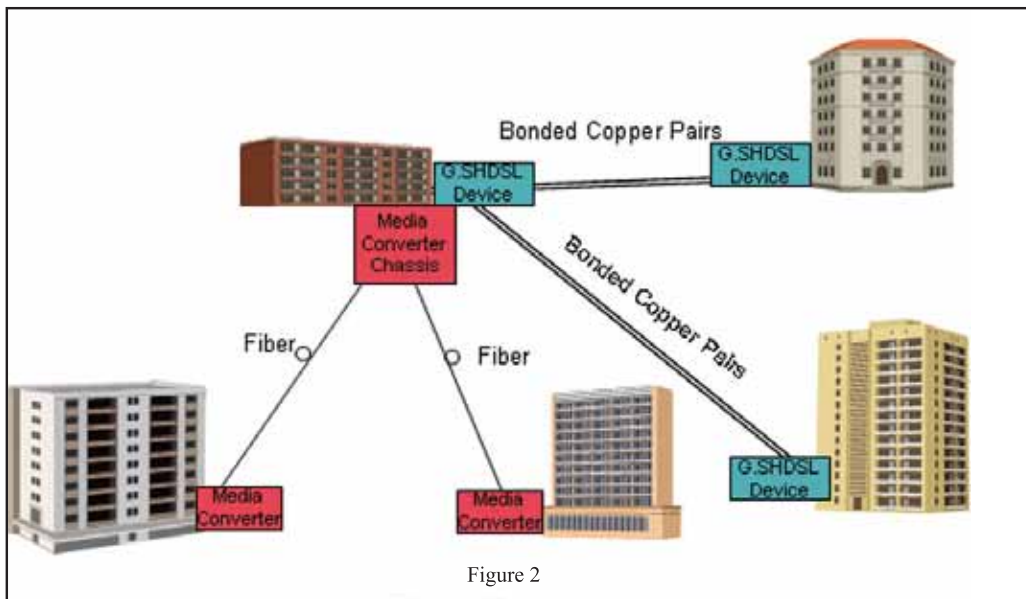 Bonded Copper Pairs
G.SHDSL
Device
G.SHDSL
Device
Media
Converter
Chassis
Bonded Copper Pairs
Fiber
Fiber
G.SHDSL
Device
Media
Converter
Media
Converter
Figure 2